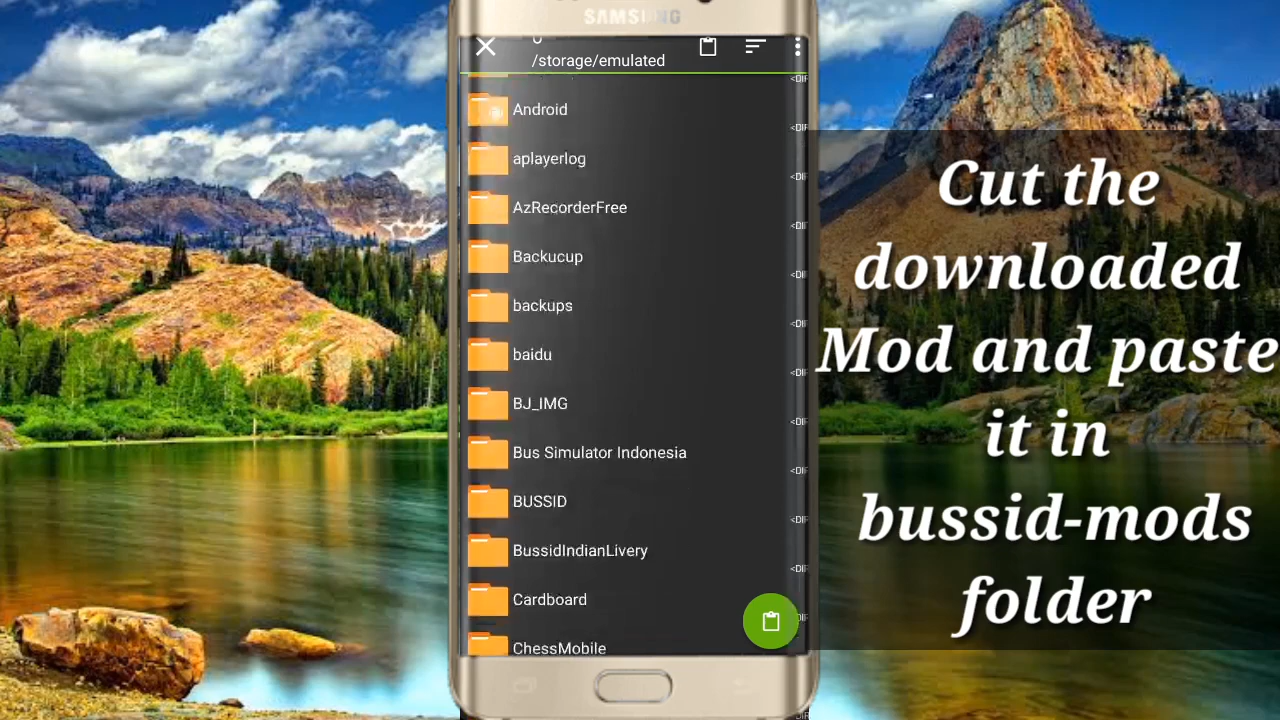 SAMSUNG
/storage/emulated
Android
aplayerlog
AzRecorderFree
Backucup
backups
baidu
BJ_IMG
Bus Simulator Indonesia
BUSSID
BussidIndianLivery
Cardboard
ChessMobile
Cut the
downloaded
Mod and paste
it in
bussid-mods
folder